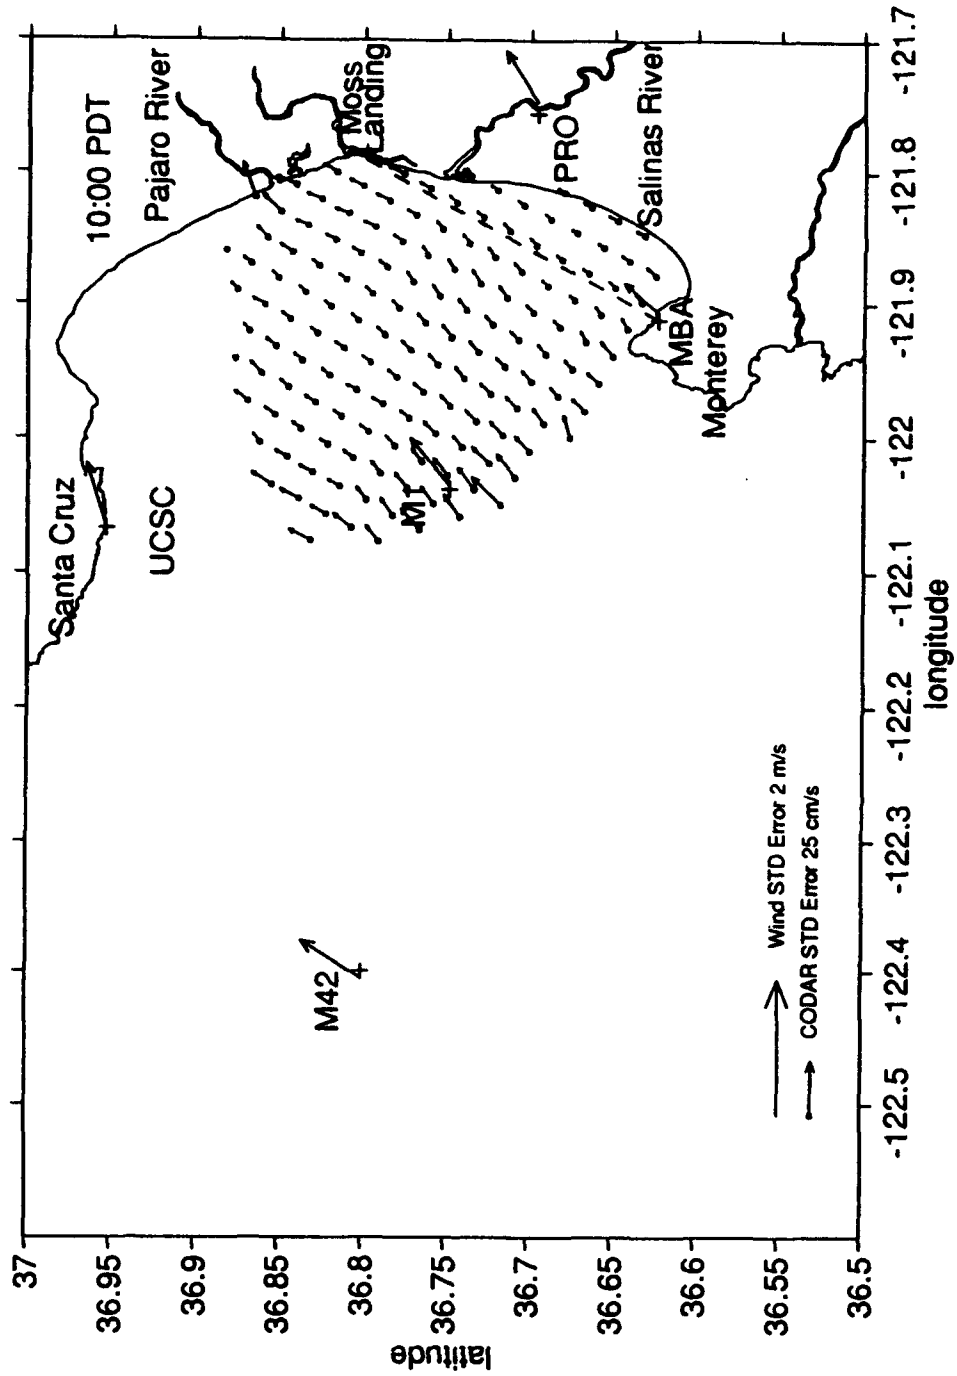 10:00 PDT
Santa Cruz
Pajaro River
UCSC
Moss
Landing
M42
M1
PRO
Salinas River
MBA
Monterey
Wind STD Error 2 m/s
CODAR STD Error 25 cm/s
latitude
37
36.95
36.9
36.85
36.8
36.75
36.7
36.65
36.6
36.55
36.5
-122.5
-122.4
-122.3
-122.2
-122.1
-122
-121.9
-121.8
-121.7
longitude